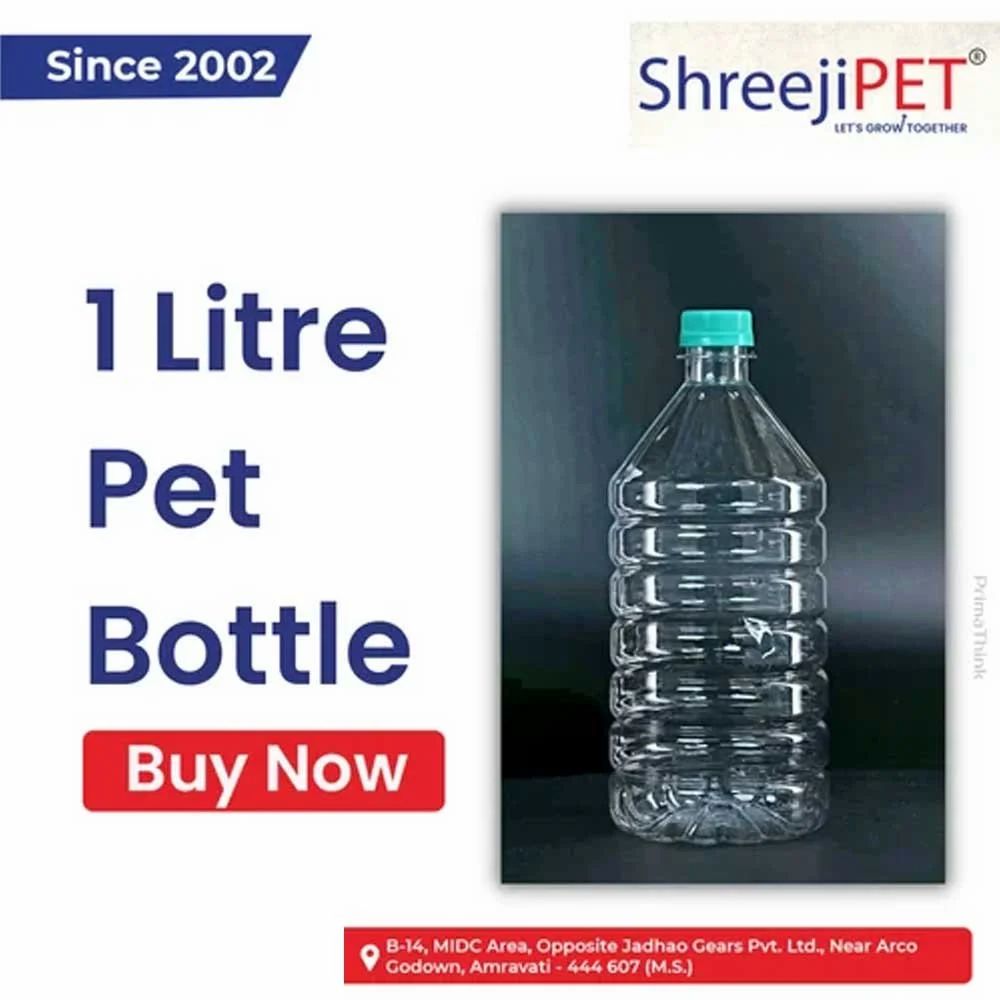 Since 2002
ShreejiPET®
LET'S GROW TOGETHER
1 Litre
Pet
Bottle
Buy Now
PrimaThink
B-14, MIDC Area, Opposite Jadhao Gears Pvt. Ltd., Near Arco
Godown, Amravati - 444 607 (M.S.)